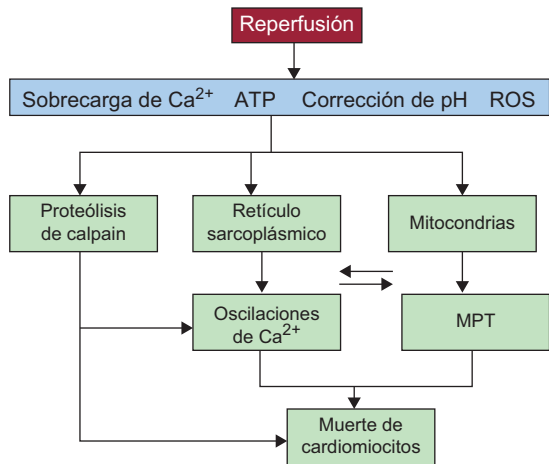 Reperfusión
Sobrecarga de Ca²⁺ ATP Corrección de pH ROS
Proteólisis
de calpain
Retículo
sarcoplásmico
Mitocondrias
Oscilaciones
de Ca²⁺
MPT
Muerte de
cardiomiocitos